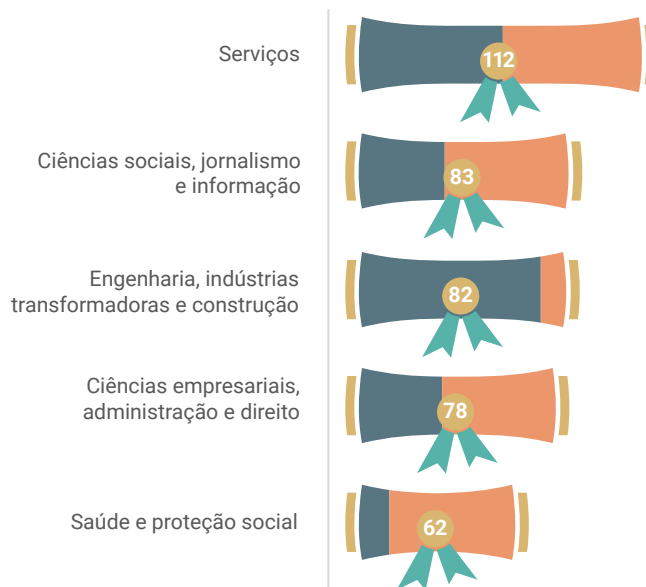 Serviços
112
Ciências sociais, jornalismo
e informação
83
Engenharia, indústrias
transformadoras e construção
82
Ciências empresariais,
administração e direito
78
Saúde e proteção social
62